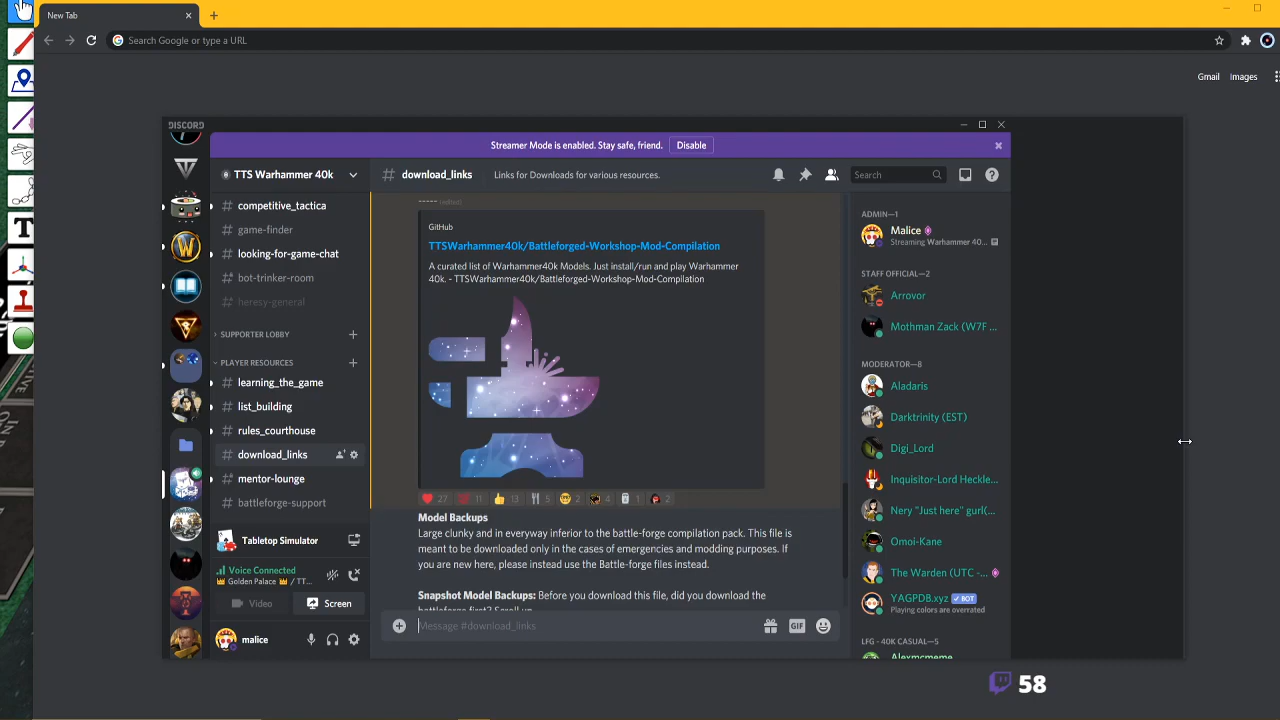 New Tab
Search Google or type a URL
Gmail Images
DISCORD
Streamer Mode is enabled. Stay safe, friend. Disable
TTS Warhammer 40k
# download_links
Links for Downloads for various resources.
Search
# competitive_tactica
# game-finder
# looking-for-game-chat
# bot-trinker-room
# heresy-general
SUPPORTER LOBBY
PLAYER RESOURCES
# learning_the_game
# list_building
# rules_courthouse
# download_links
# mentor-lounge
# battleforge-support
Tabletop Simulator
Voice Connected
Golden Palace / TT...
Video
Screen
malice
----- (edited)
GitHub
TTSWarhammer40k/Battleforged-Workshop-Mod-Compilation
A curated list of Warhammer40k Models. Just install/run and play Warhammer
40k. - TTSWarhammer40k/Battleforged-Workshop-Mod-Compilation
27 11 13 5 2 4 1 2
Model Backups
Large clunky and in everyway inferior to the battle-forge compilation pack. This file is
meant to be downloaded only in the cases of emergencies and modding purposes. If
you are new here, please instead use the Battle-forge files instead.
Snapshot Model Backups: Before you download this file, did you download the
battleforge first? Scroll up
Message #download_links
GIF
ADMIN—1
Malice
Streaming Warhammer 40...
STAFF OFFICIAL—2
Arrovor
Mothman Zack (W7F ...
MODERATOR—8
Aladaris
Darktrinity (EST)
Digi_Lord
Inquisitor-Lord Heckle...
Nery "Just here" gurl(...
Omoi-Kane
The Warden (UTC -...
YAGPDB.xyz ✓ BOT
Playing colors are overrated
LFG - 40K CASUAL—5
Alexmcmeme
58
T